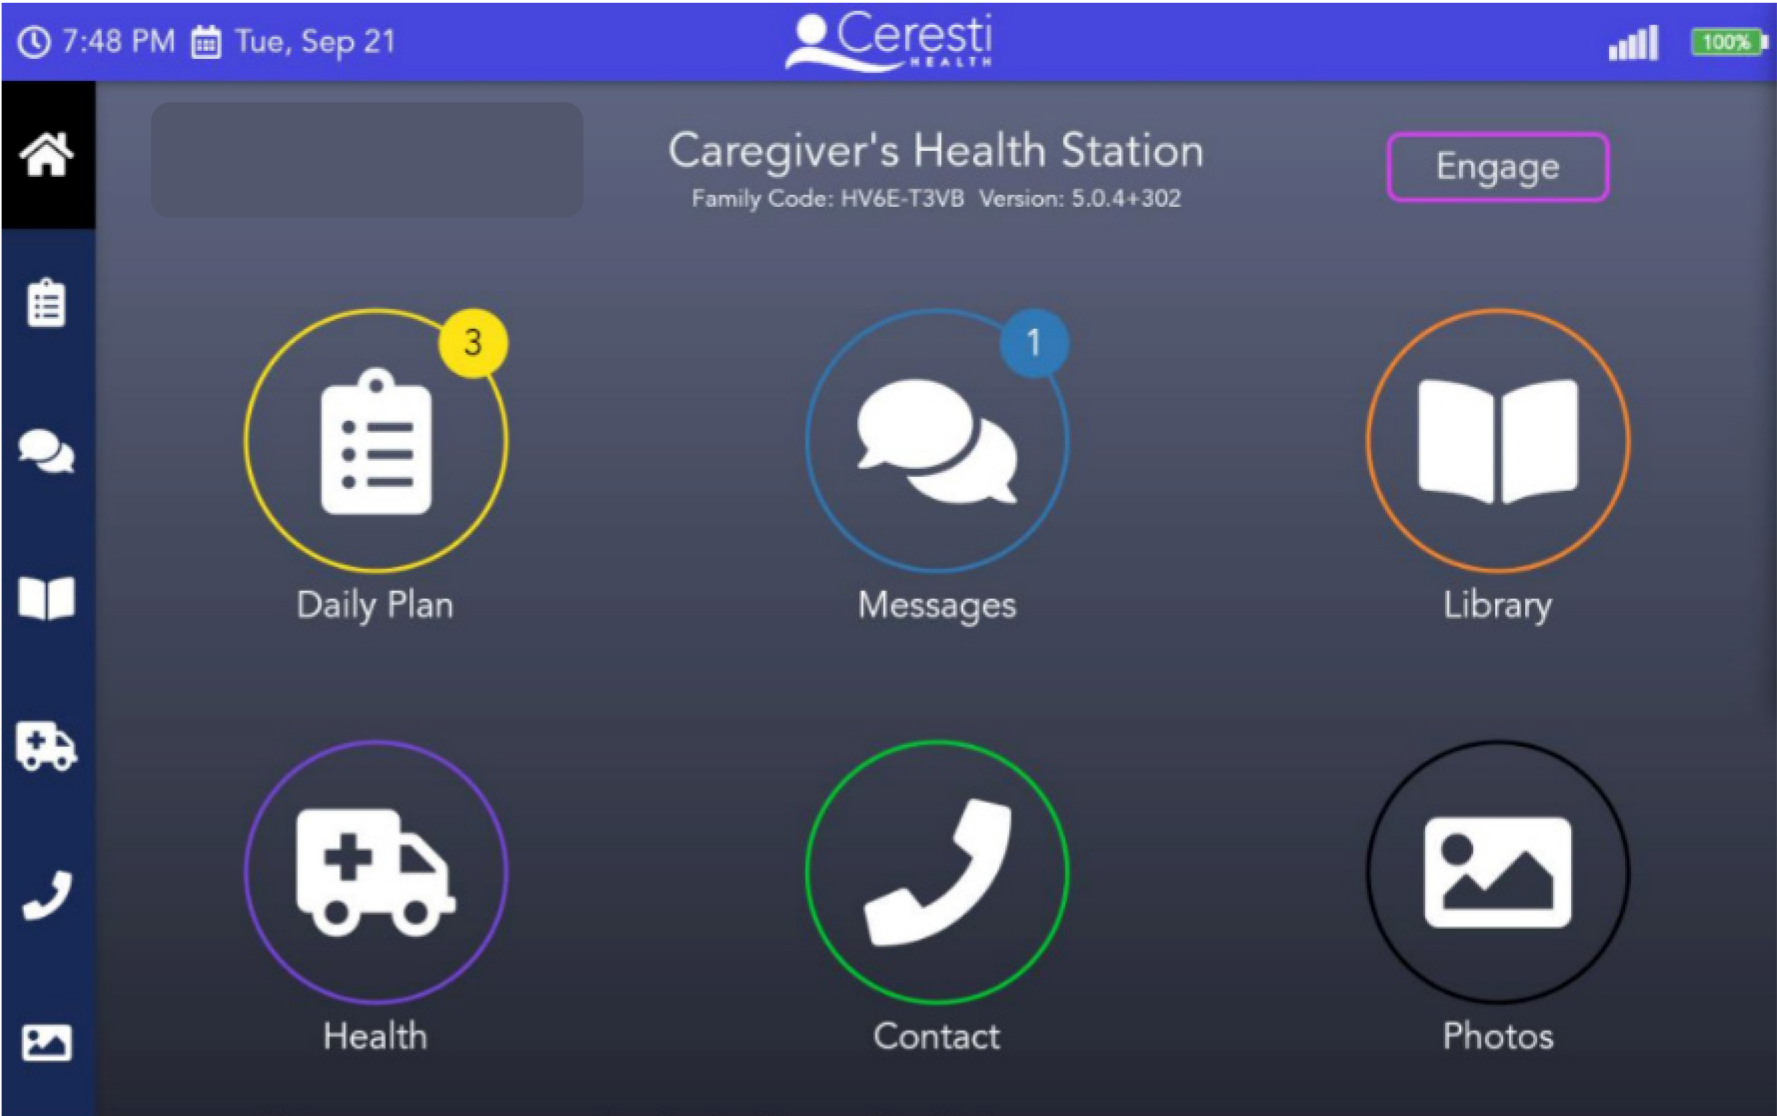 7:48 PM Tue, Sep 21
Ceresti
HEALTH
100%
Caregiver's Health Station
Family Code: HV6E-T3VB Version: 5.0.4+302
Engage
3
1
Daily Plan
Messages
Library
Health
Contact
Photos